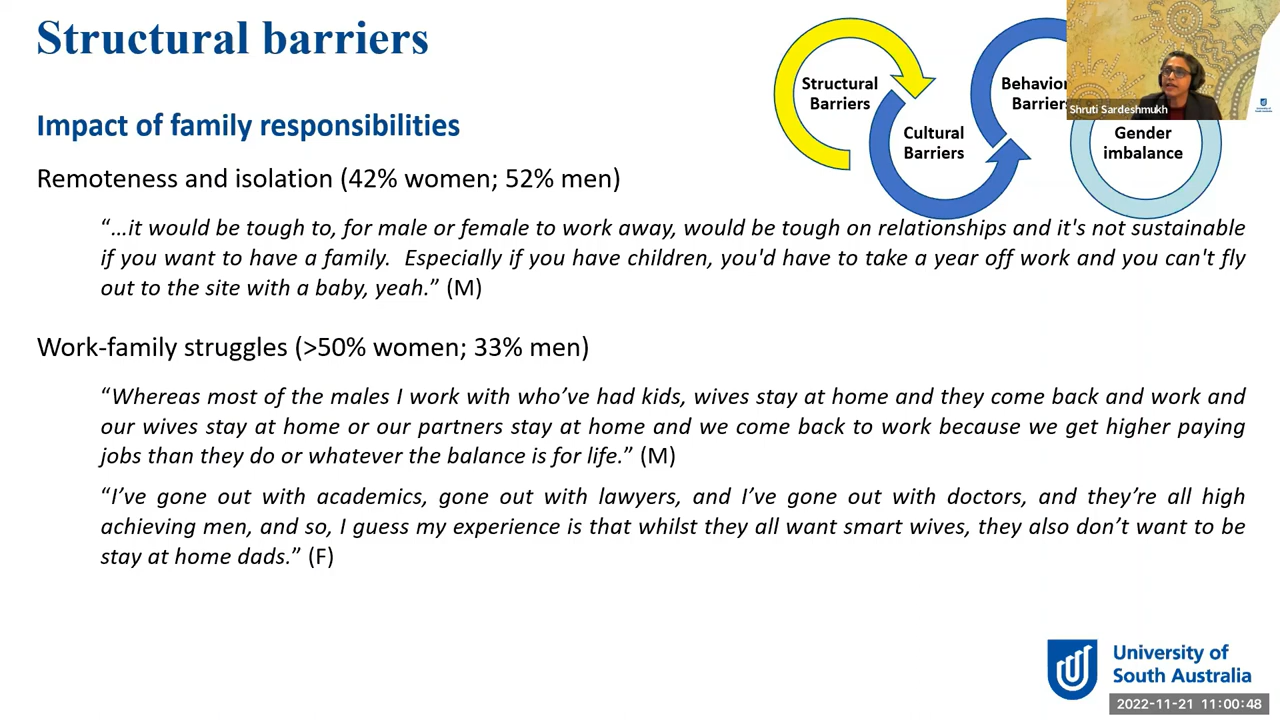 Structural barriers
Impact of family responsibilities
Remoteness and isolation (42% women; 52% men)
“…it would be tough to, for male or female to work away, would be tough on relationships and it's not sustainable
if you want to have a family. Especially if you have children, you'd have to take a year off work and you can't fly
out to the site with a baby, yeah.” (M)
Work-family struggles (>50% women; 33% men)
“Whereas most of the males I work with who’ve had kids, wives stay at home and they come back and work and
our wives stay at home or our partners stay at home and we come back to work because we get higher paying
jobs than they do or whatever the balance is for life.” (M)
“I’ve gone out with academics, gone out with lawyers, and I’ve gone out with doctors, and they’re all high
achieving men, and so, I guess my experience is that whilst they all want smart wives, they also don’t want to be
stay at home dads.” (F)
Structural
Barriers
Cultural
Barriers
Behavior
Barrier
Gender
imbalance
Shruti Sardeshmukh
University of
South Australia
2022-11-21 11:00:48